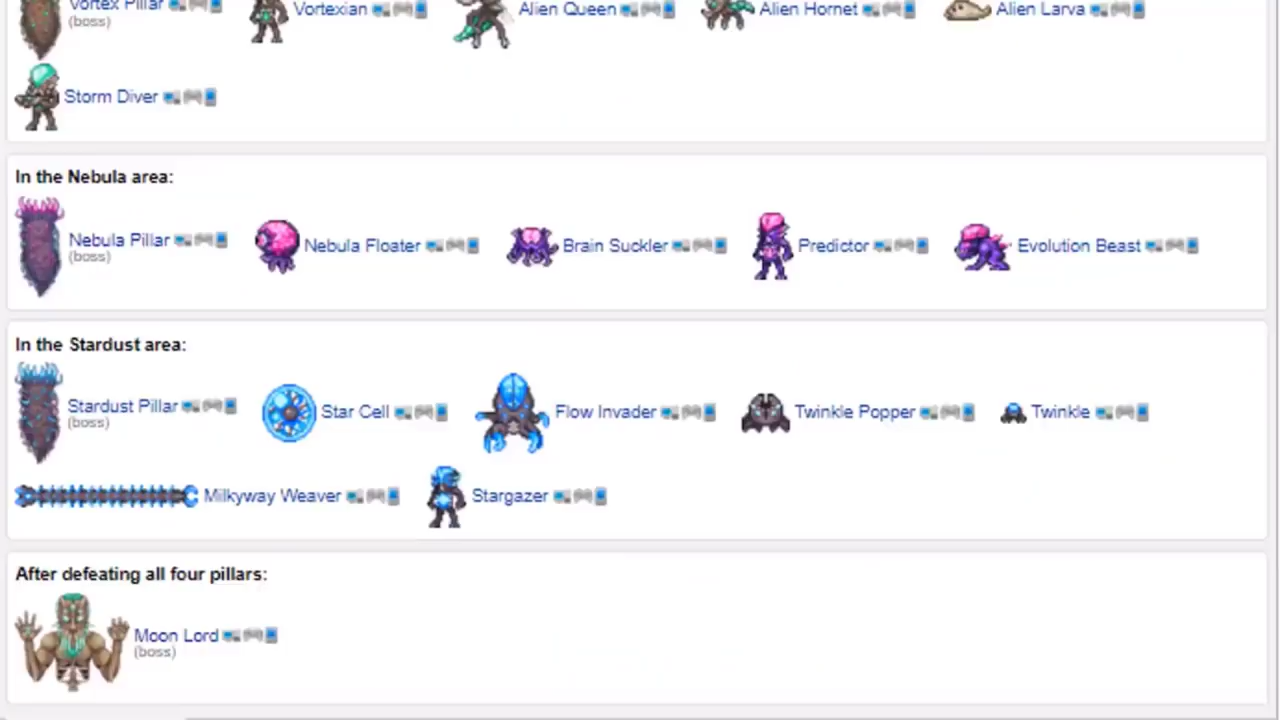 Vortex Pillar Vortexian Alien Queen Alien Hornet Alien Larva
(boss)
Storm Diver
In the Nebula area:
Nebula Pillar Nebula Floater Brain Suckler Predictor Evolution Beast
(boss)
In the Stardust area:
Stardust Pillar Star Cell Flow Invader Twinkle Popper Twinkle
(boss)
Milkyway Weaver Stargazer
After defeating all four pillars:
Moon Lord
(boss)